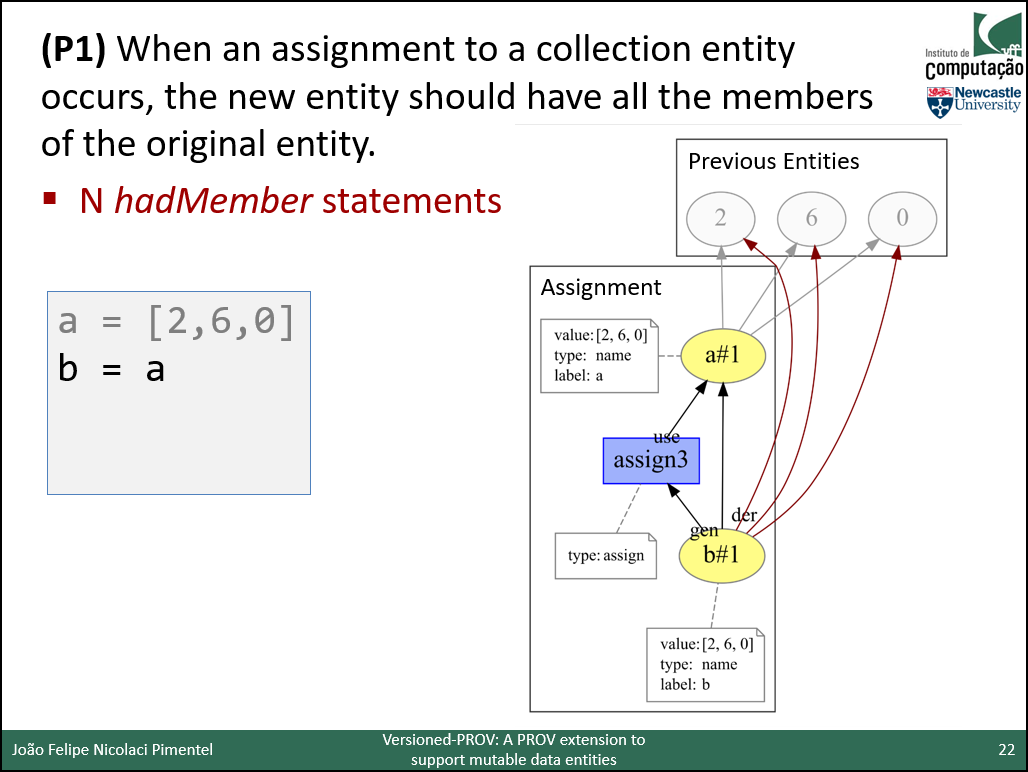 (P1) When an assignment to a collection entity
occurs, the new entity should have all the members
of the original entity.
N hadMember statements
Instituto de
uff
computação
Newcastle
University
a = [2,6,0]
b = a
Previous Entities
2 6 0
Assignment
value: [2, 6, 0]
type: name
label: a
a#1
use
assign3
der
gen
type: assign
b#1
value: [2, 6, 0]
type: name
label: b
João Felipe Nicolaci Pimentel
Versioned-PROV: A PROV extension to
support mutable data entities
22